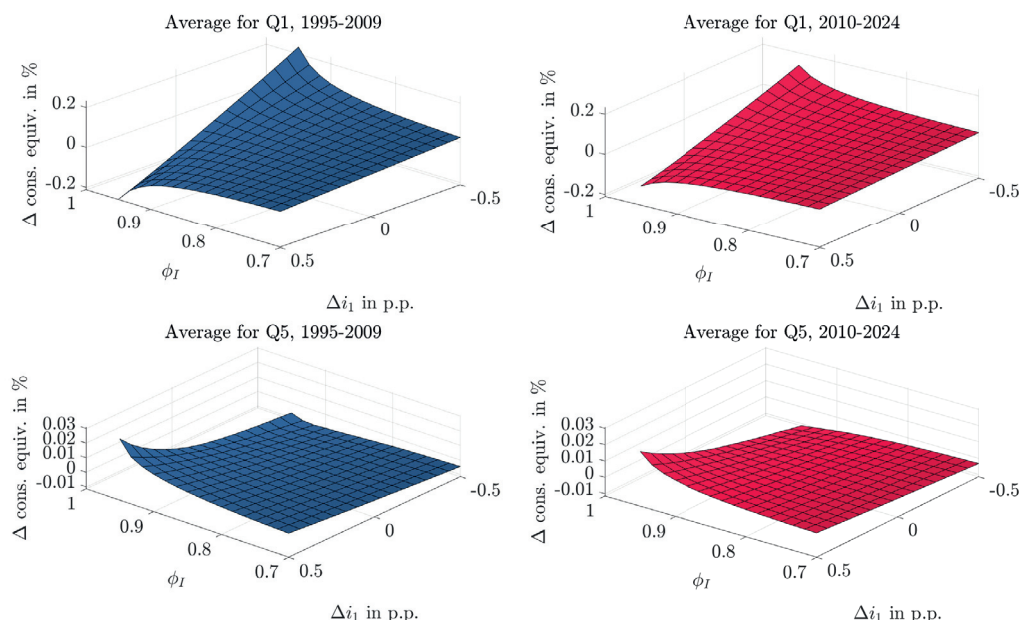 Average for Q1, 1995-2009
Δ cons. equiv. in %
0.2
0
-0.2
1
0.9
0.8
0.7
ϕ_I
0.5
0
-0.5
Δi₁ in p.p.
Average for Q1, 2010-2024
Δ cons. equiv. in %
0.2
0
-0.2
1
0.9
0.8
0.7
ϕ_I
0.5
0
-0.5
Δi₁ in p.p.
Average for Q5, 1995-2009
Δ cons. equiv. in %
0.03
0.02
0.01
0
-0.01
1
0.9
0.8
0.7
ϕ_I
0.5
0
-0.5
Δi₁ in p.p.
Average for Q5, 2010-2024
Δ cons. equiv. in %
0.03
0.02
0.01
0
-0.01
1
0.9
0.8
0.7
ϕ_I
0.5
0
-0.5
Δi₁ in p.p.